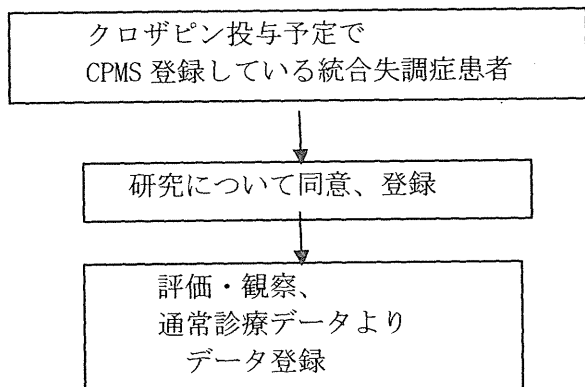 クロザピン投与予定で
CPMS 登録している統合失調症患者
研究について同意、登録
評価・観察、
通常診療データより
データ登録